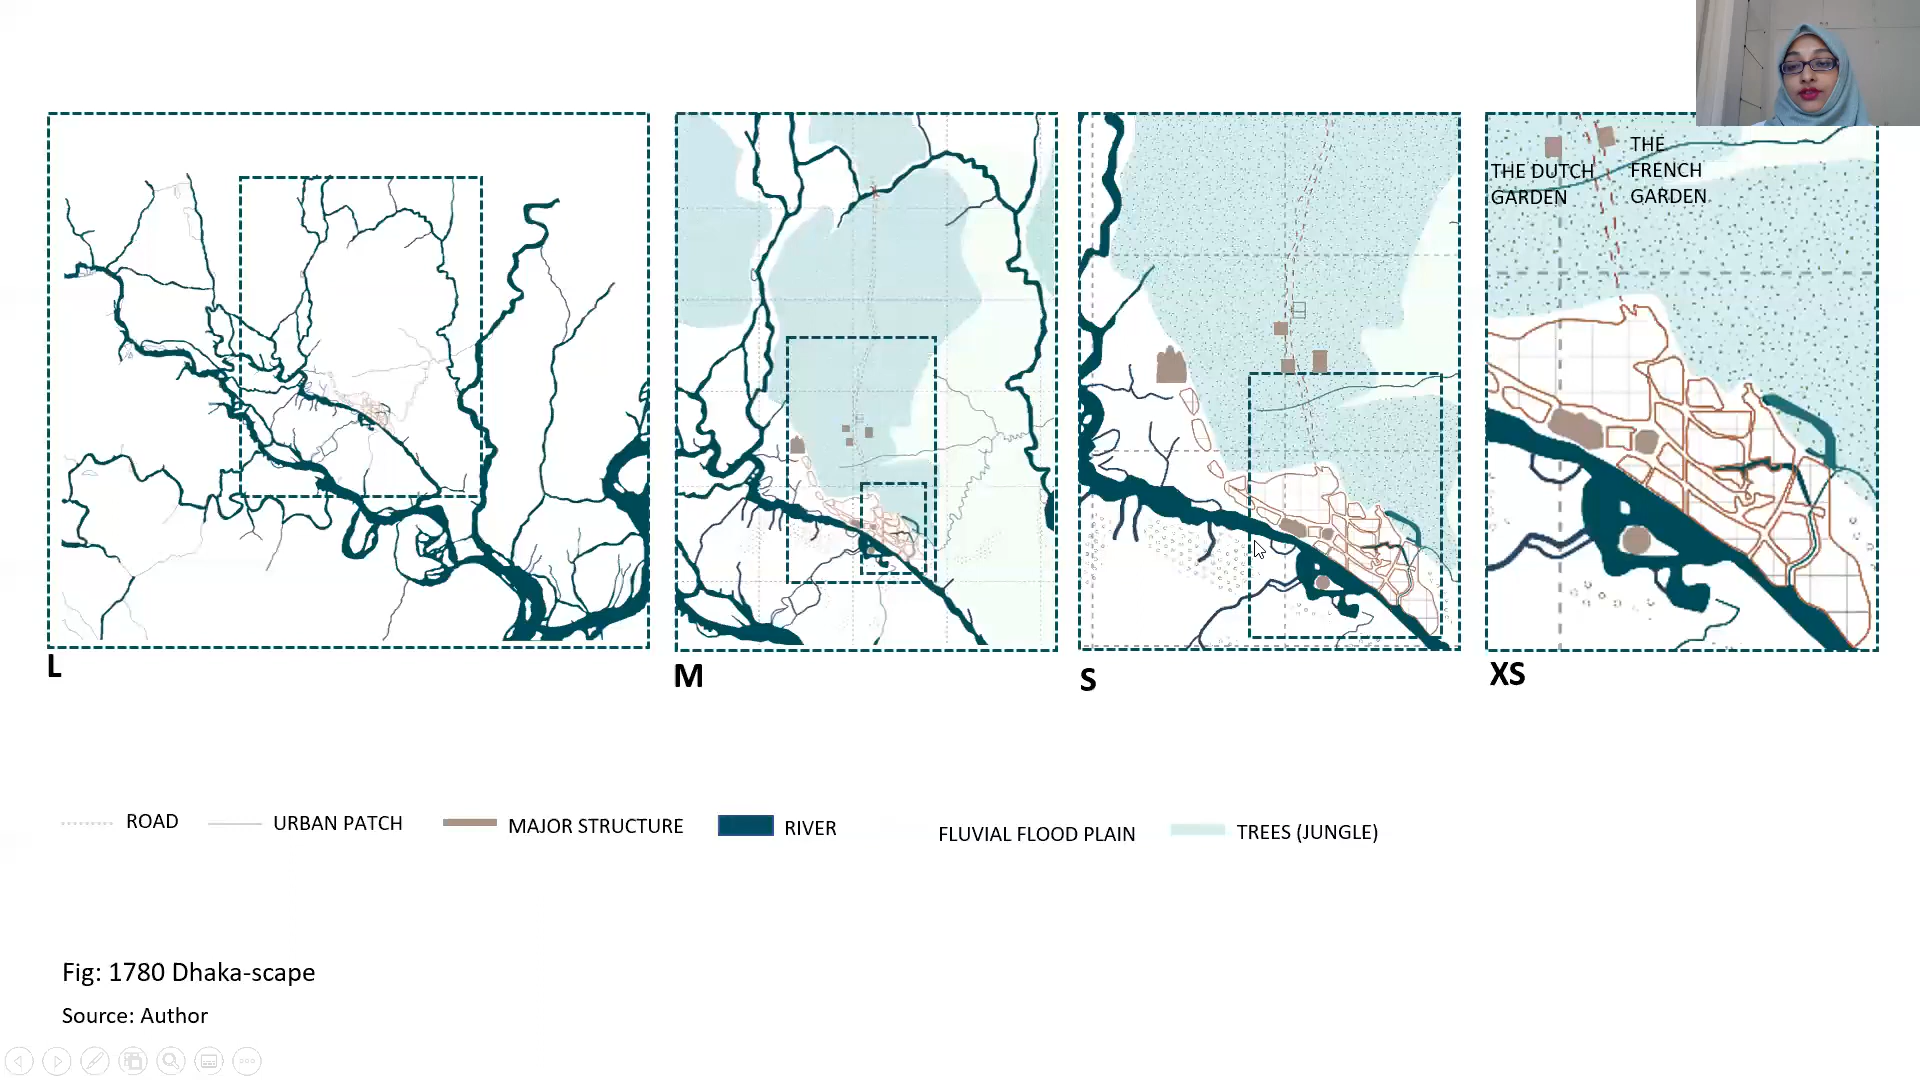 THE DUTCH
GARDEN
THE
FRENCH
GARDEN
L
M
S
XS
ROAD
URBAN PATCH
MAJOR STRUCTURE
RIVER
FLUVIAL FLOOD PLAIN
TREES (JUNGLE)
Fig: 1780 Dhaka-scape
Source: Author